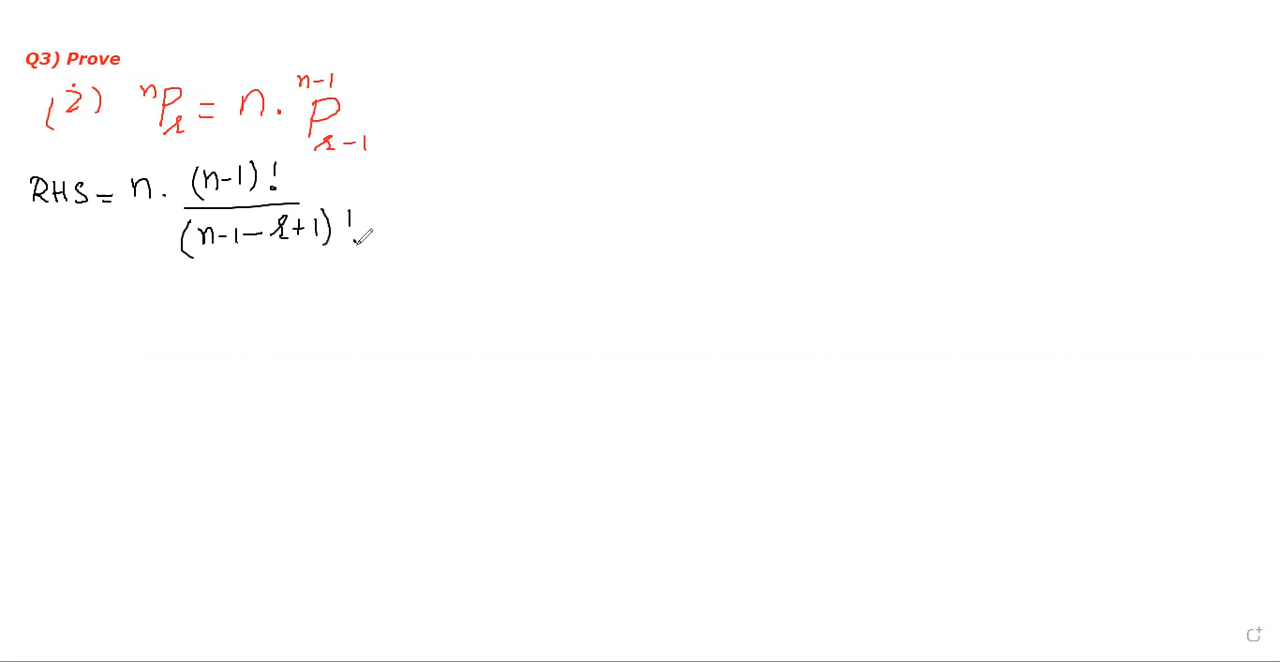 Q3) Prove
(i) ⁿPᵣ = n · ⁿ⁻¹Pᵣ₋₁
RHS = n · (n-1)! / (n-1-r+1)!